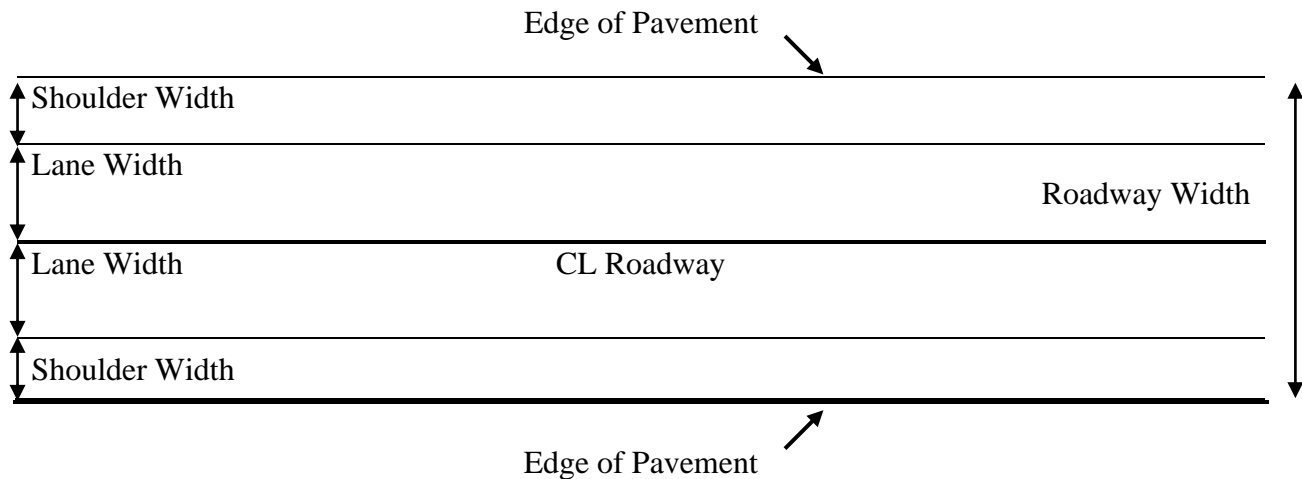 Edge of Pavement
Shoulder Width
Lane Width
Roadway Width
Lane Width
CL Roadway
Shoulder Width
Edge of Pavement